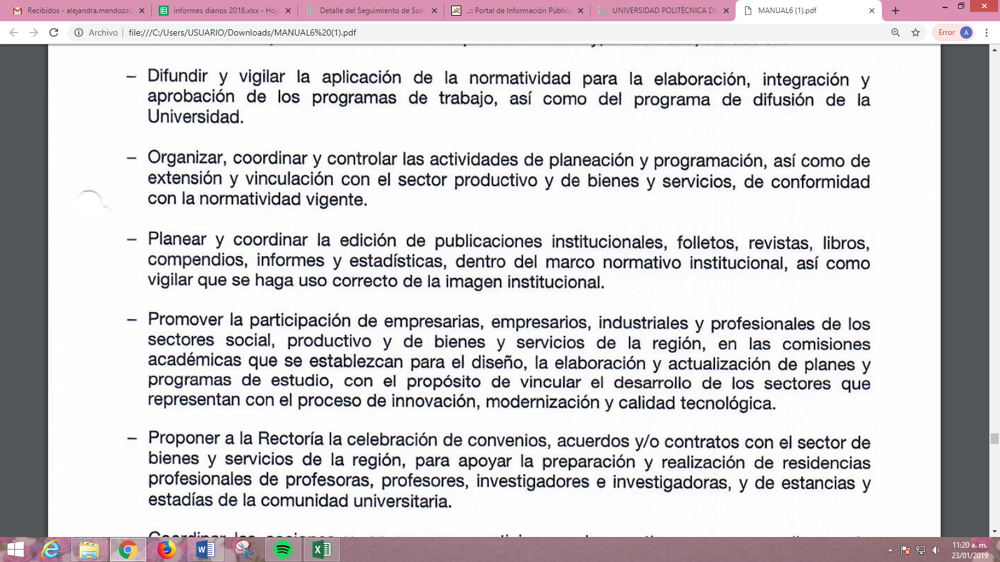 Recibidos - alejandra.mendoza@
informes diarios 2018.xlsx - Hoja
Detalle del Seguimiento de Solic
..:: Portal de Información Pública
UNIVERSIDAD POLITÉCNICA DE
MANUAL6 (1).pdf
Archivo
file:///C:/Users/USUARIO/Downloads/MANUAL6%20(1).pdf
Error
A
– Difundir y vigilar la aplicación de la normatividad para la elaboración, integración y
aprobación de los programas de trabajo, así como del programa de difusión de la
Universidad.
– Organizar, coordinar y controlar las actividades de planeación y programación, así como de
extensión y vinculación con el sector productivo y de bienes y servicios, de conformidad
con la normatividad vigente.
– Planear y coordinar la edición de publicaciones institucionales, folletos, revistas, libros,
compendios, informes y estadísticas, dentro del marco normativo institucional, así como
vigilar que se haga uso correcto de la imagen institucional.
– Promover la participación de empresarias, empresarios, industriales y profesionales de los
sectores social, productivo y de bienes y servicios de la región, en las comisiones
académicas que se establezcan para el diseño, la elaboración y actualización de planes y
programas de estudio, con el propósito de vincular el desarrollo de los sectores que
representan con el proceso de innovación, modernización y calidad tecnológica.
– Proponer a la Rectoría la celebración de convenios, acuerdos y/o contratos con el sector de
bienes y servicios de la región, para apoyar la preparación y realización de residencias
profesionales de profesoras, profesores, investigadores e investigadoras, y de estancias y
estadías de la comunidad universitaria.
Coordinar las acciones
11:20 a. m.
23/01/2019